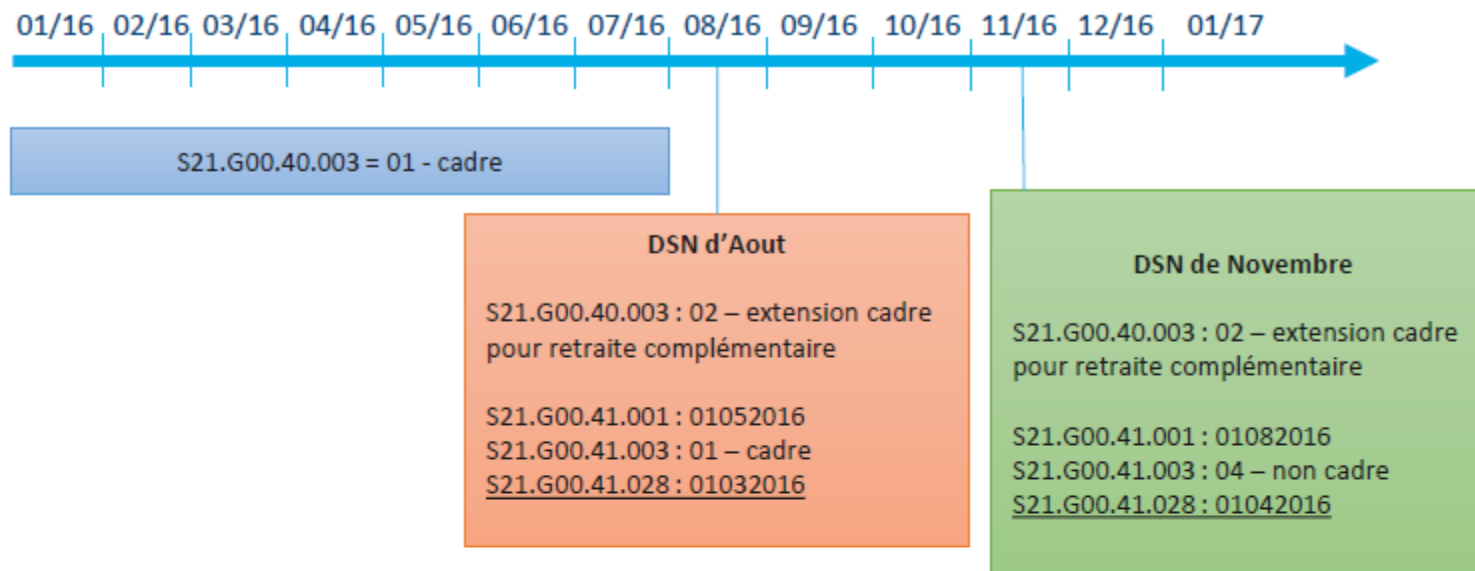 01/16 02/16 03/16 04/16 05/16 06/16 07/16 08/16 09/16 10/16 11/16 12/16 01/17
S21.G00.40.003 = 01 - cadre
DSN d’Aout
S21.G00.40.003 : 02 – extension cadre
pour retraite complémentaire
S21.G00.41.001 : 01052016
S21.G00.41.003 : 01 – cadre
S21.G00.41.028 : 01032016
DSN de Novembre
S21.G00.40.003 : 02 – extension cadre
pour retraite complémentaire
S21.G00.41.001 : 01082016
S21.G00.41.003 : 04 – non cadre
S21.G00.41.028 : 01042016